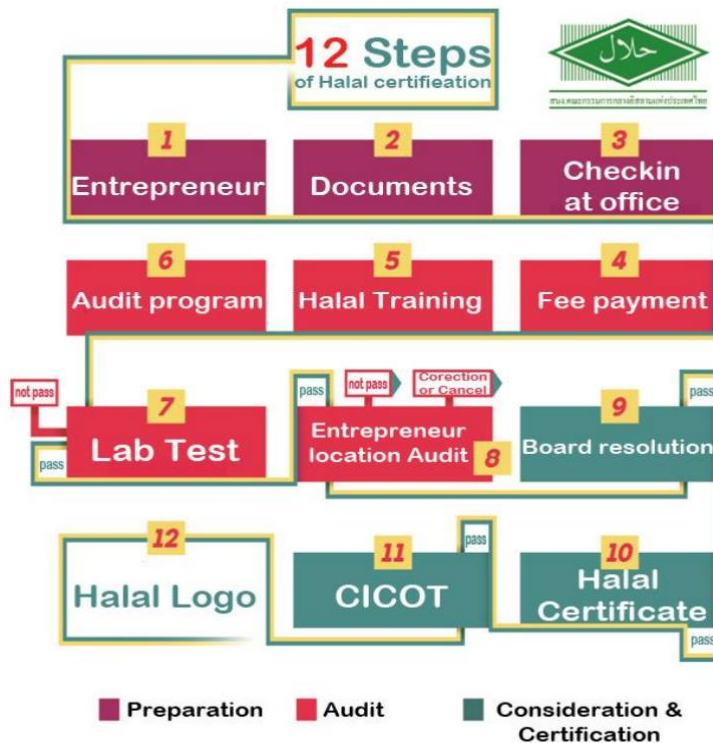 12 Steps
of Halal certifieation
حلال
1
Entrepreneur
2
Documents
3
Checkin
at office
6
Audit program
5
Halal Training
4
Fee payment
not pass
7
Lab Test
pass
pass
not pass
Corection
or Cancel
Entrepreneur
location Audit
8
pass
9
Board resolution
12
Halal Logo
11
CICOT
pass
10
Halal
Certificate
pass
Preparation
Audit
Consideration &
Certification